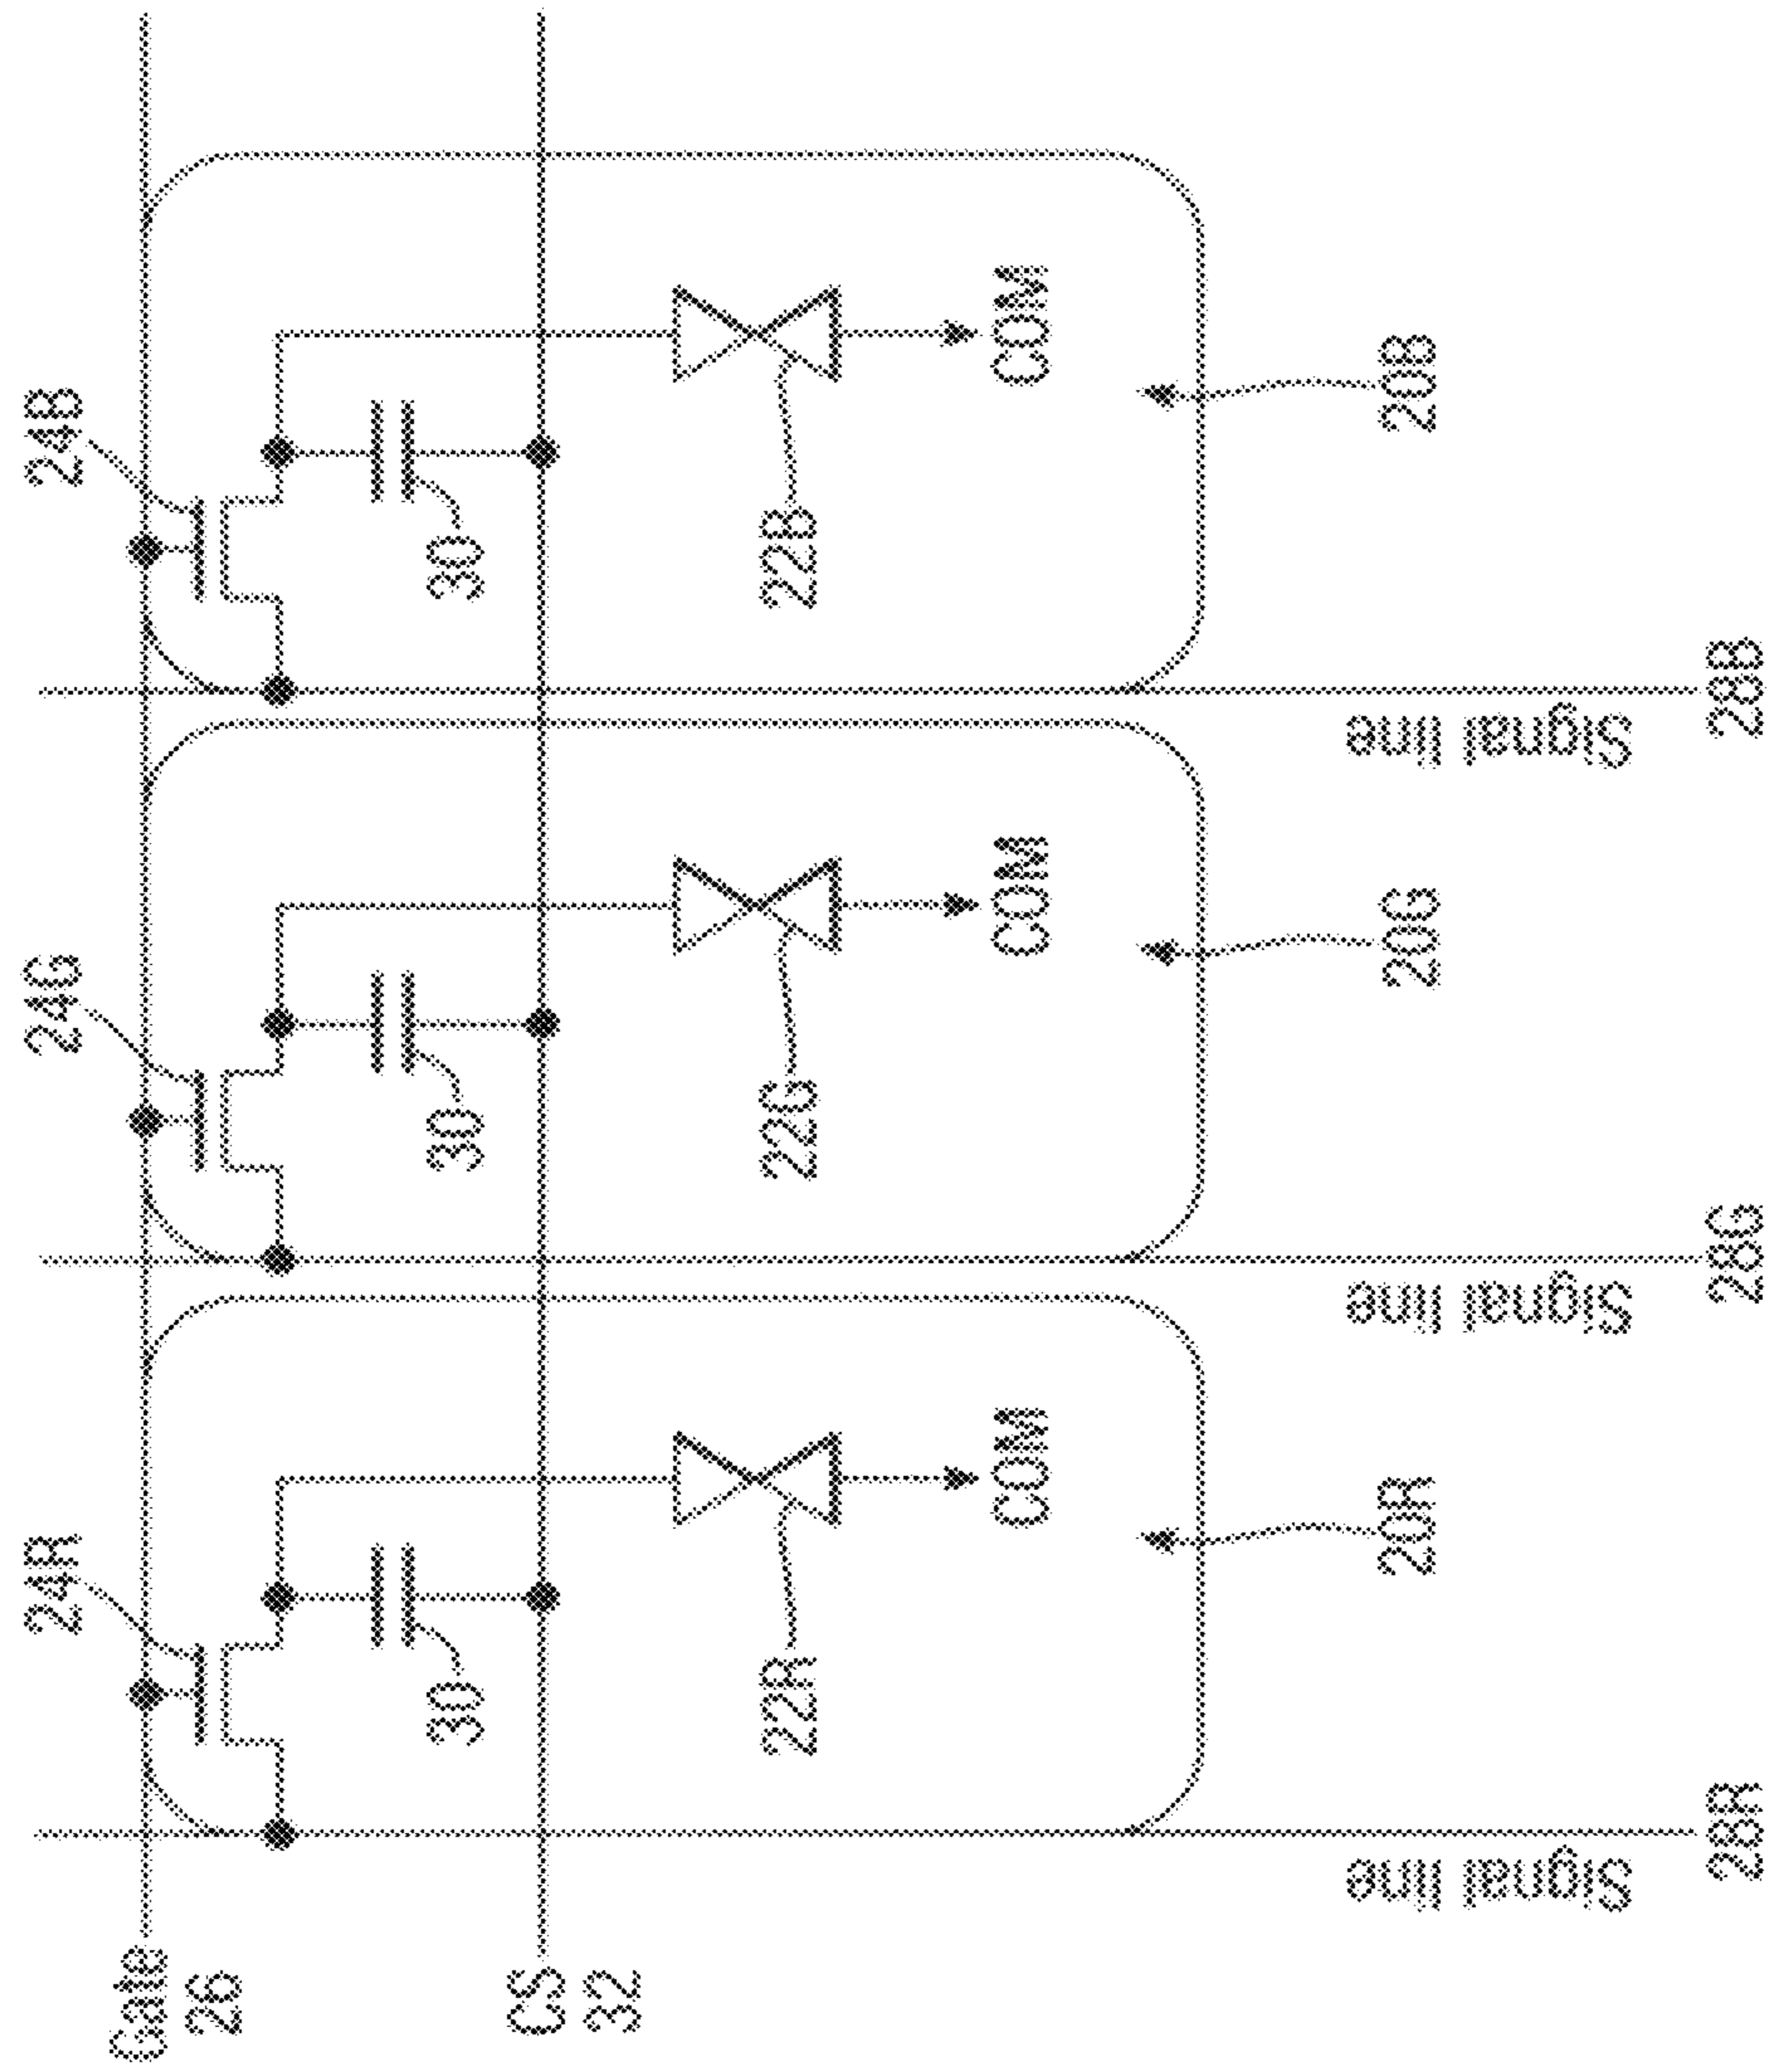 24R
24G
24B
Gate
26
30
30
30
CS
32
22R
22G
22B
COM
COM
COM
20R
20G
20B
Signal line
Signal line
Signal line
28R
28G
28B